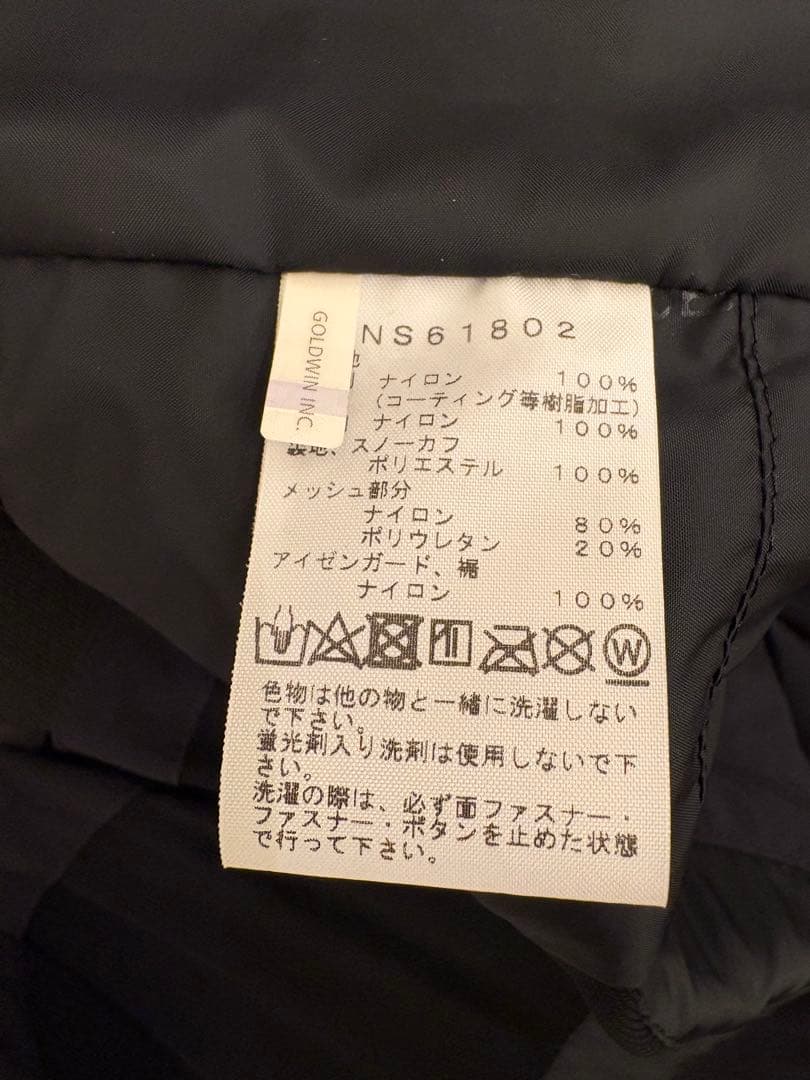 GOLDWIN INC.
NS61802
地
ナイロン 100%
(コーティング等樹脂加工)
ナイロン 100%
裏地、スノーカフ
ポリエステル 100%
メッシュ部分
ナイロン 80%
ポリウレタン 20%
アイゼンガード、裾
ナイロン 100%
W
色物は他の物と一緒に洗濯しない
で下さい。
蛍光剤入り洗剤は使用しないで下
さい。
洗濯の際は、必ず面ファスナー・
ファスナー・ボタンを止めた状態
で行って下さい。